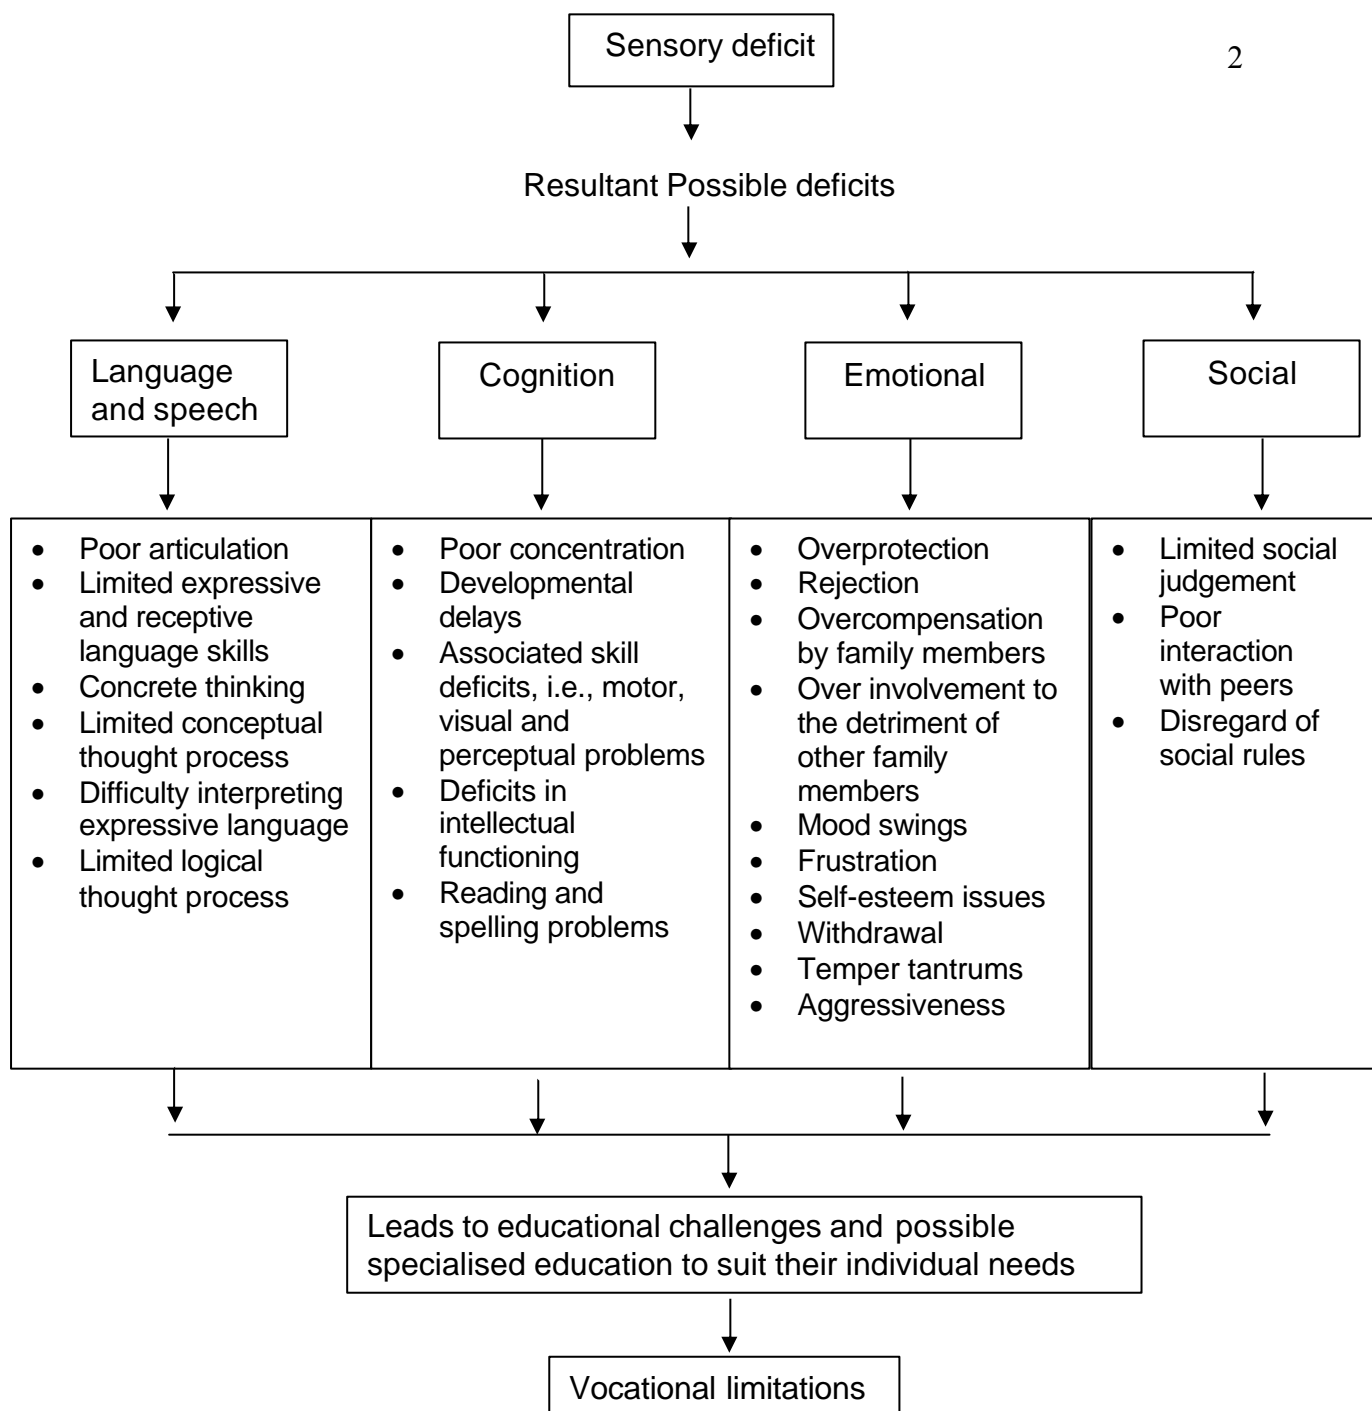 Sensory deficit
2
Resultant Possible deficits
Language
and speech
Cognition
Emotional
Social
• Poor articulation
• Limited expressive
and receptive
language skills
• Concrete thinking
• Limited conceptual
thought process
• Difficulty interpreting
expressive language
• Limited logical
thought process
• Poor concentration
• Developmental
delays
• Associated skill
deficits, i.e., motor,
visual and
perceptual problems
• Deficits in
intellectual
functioning
• Reading and
spelling problems
• Overprotection
• Rejection
• Overcompensation
by family members
• Over involvement to
the detriment of
other family
members
• Mood swings
• Frustration
• Self-esteem issues
• Withdrawal
• Temper tantrums
• Aggressiveness
• Limited social
judgement
• Poor
interaction
with peers
• Disregard of
social rules
Leads to educational challenges and possible
specialised education to suit their individual needs
Vocational limitations